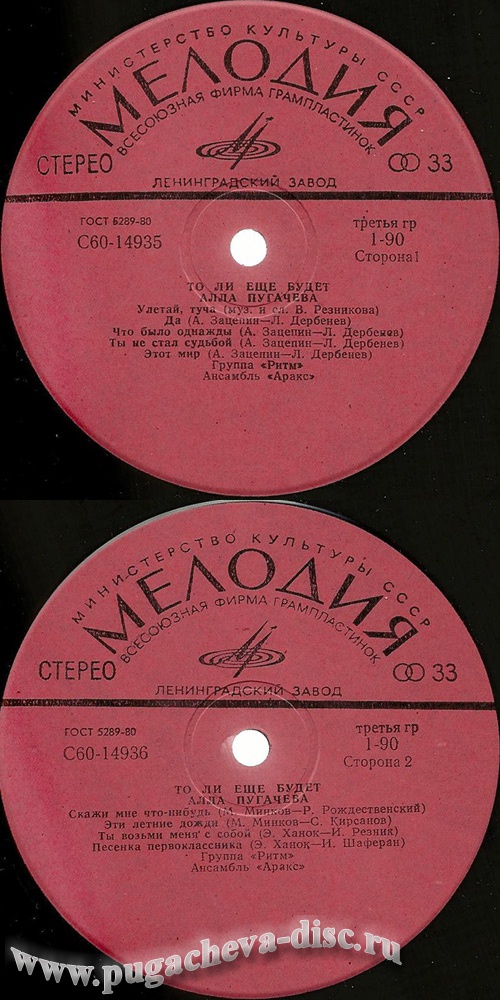 МИНИСТЕРСТВО КУЛЬТУРЫ СССР
МЕЛОДИЯ
ВСЕСОЮЗНАЯ ФИРМА ГРАМПЛАСТИНОК
СТЕРЕО 33
ЛЕНИНГРАДСКИЙ ЗАВОД
ГОСТ 5289-80 третья гр
С60-14935 1-90
Сторона1
ТО ЛИ ЕЩЕ БУДЕТ
АЛЛА ПУГАЧЕВА
Улетай, туча (муз. и сл. В. Резникова)
Да (А. Зацепин—Л. Дербенев)
Что было однажды (А. Зацепин—Л. Дербенев)
Ты не стал судьбой (А. Зацепин—Л. Дербенев)
Этот мир (А. Зацепин—Л. Дербенев)
Группа «Ритм»
Ансамбль «Аракс»
МИНИСТЕРСТВО КУЛЬТУРЫ СССР
МЕЛОДИЯ
ВСЕСОЮЗНАЯ ФИРМА ГРАМПЛАСТИНОК
СТЕРЕО 33
ЛЕНИНГРАДСКИЙ ЗАВОД
ГОСТ 5289-80 третья гр
С60-14936 1-90
Сторона 2
ТО ЛИ ЕЩЕ БУДЕТ
АЛЛА ПУГАЧЕВА
Скажи мне что-нибудь (М. Минков—Р. Рождественский)
Эти летние дожди (М. Минков—С. Кирсанов)
Ты возьми меня с собой (Э. Ханок—И. Резник)
Песенка первоклассника (Э. Ханок—И. Шаферан)
Группа «Ритм»
Ансамбль «Аракс»
www.pugacheva-disc.ru